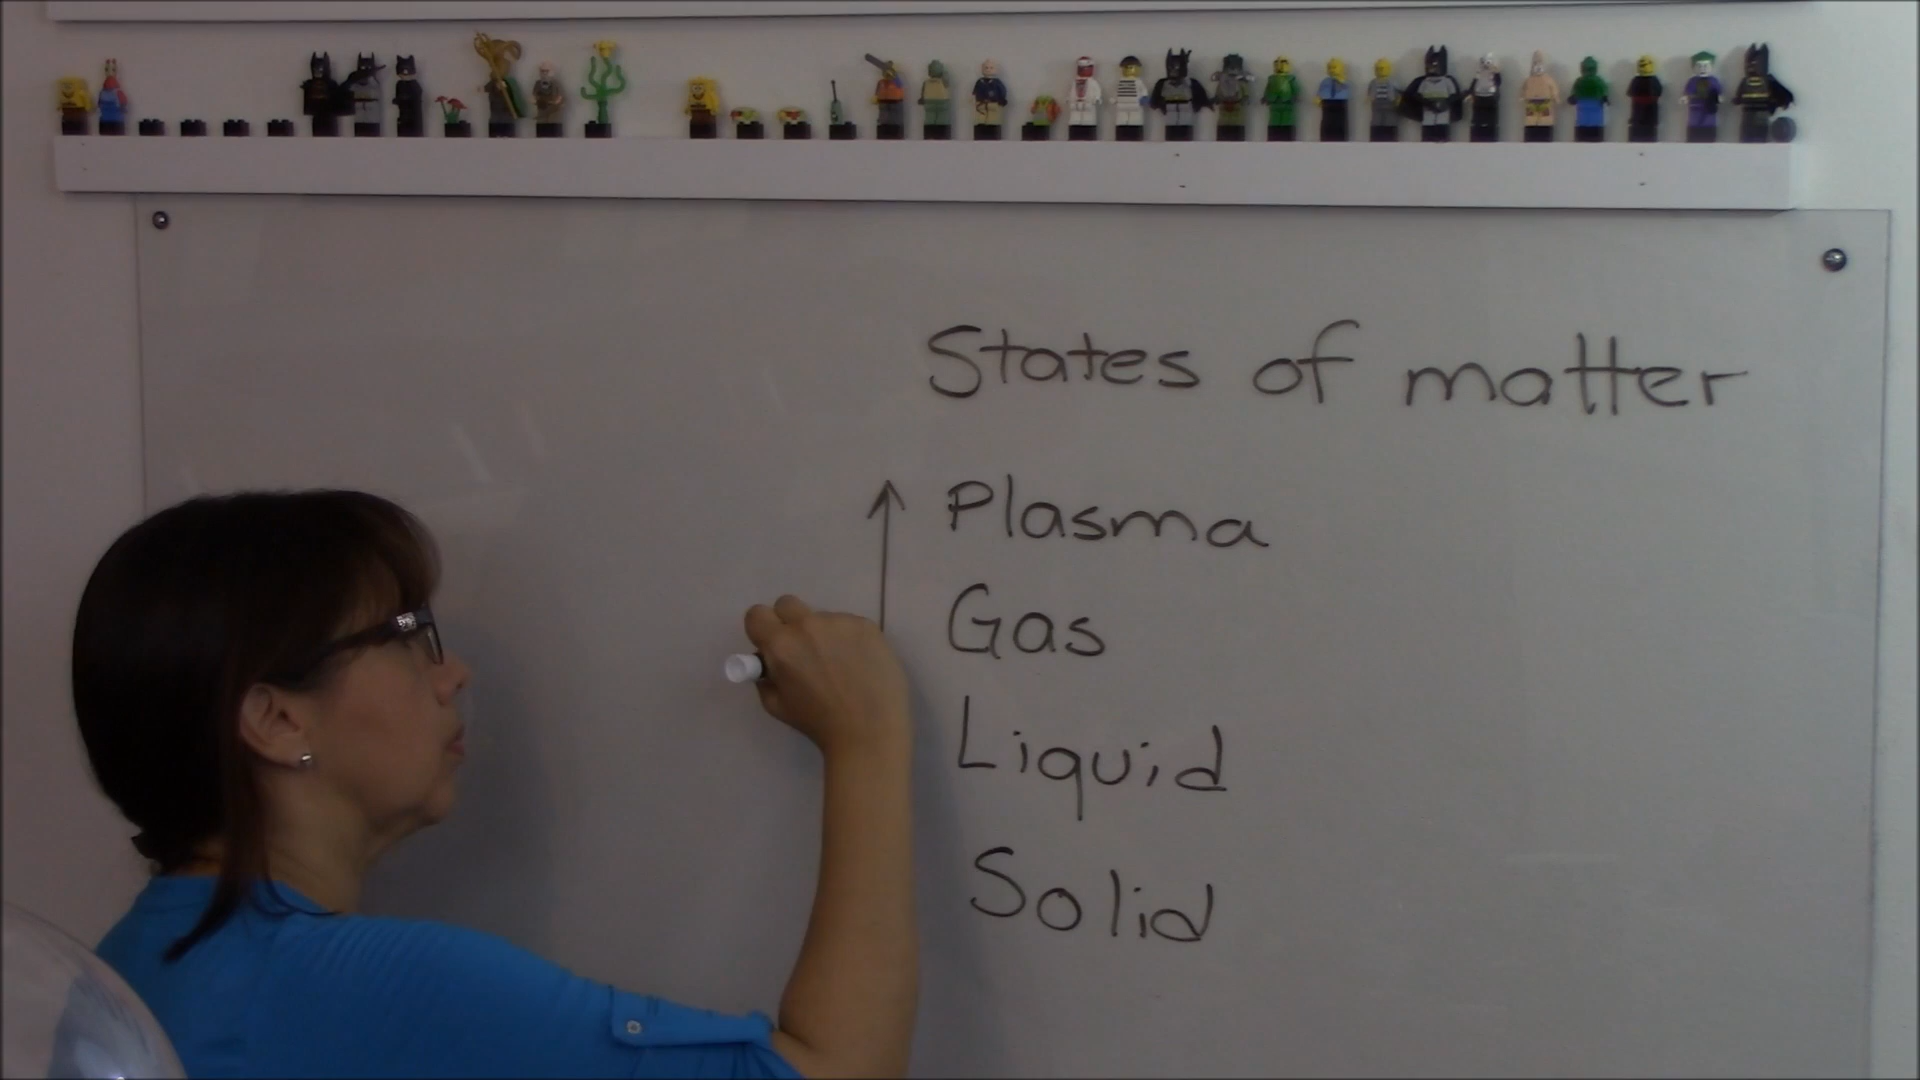 States of matter
Plasma
Gas
Liquid
Solid